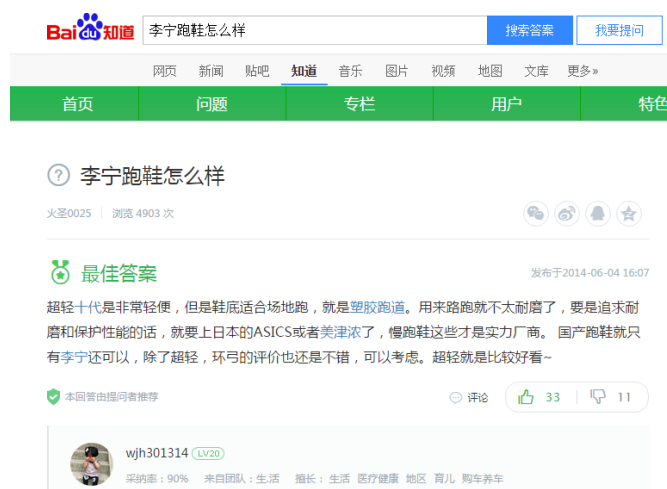 Bai du 知道 李宁跑鞋怎么样 搜索答案 我要提问
网页 新闻 贴吧 知道 音乐 图片 视频 地图 文库 更多»
首页 问题 专栏 用户 特色
? 李宁跑鞋怎么样
火圣0025 浏览 4903 次
最佳答案 发布于2014-06-04 16:07
超轻十代是非常轻便，但是鞋底适合场地跑，就是塑胶跑道。用来路跑就不太耐磨了，要是追求耐
磨和保护性能的话，就要上日本的ASICS或者美津浓了，慢跑鞋这些才是实力厂商。 国产跑鞋就只
有李宁还可以，除了超轻，环弓的评价也还是不错，可以考虑。超轻就是比较好看~
本回答由提问者推荐 评论 33 11
wjh301314 LV20
采纳率：90% 来自团队：生.活 擅长： 生活 医疗健康 地区 育儿 购车养车